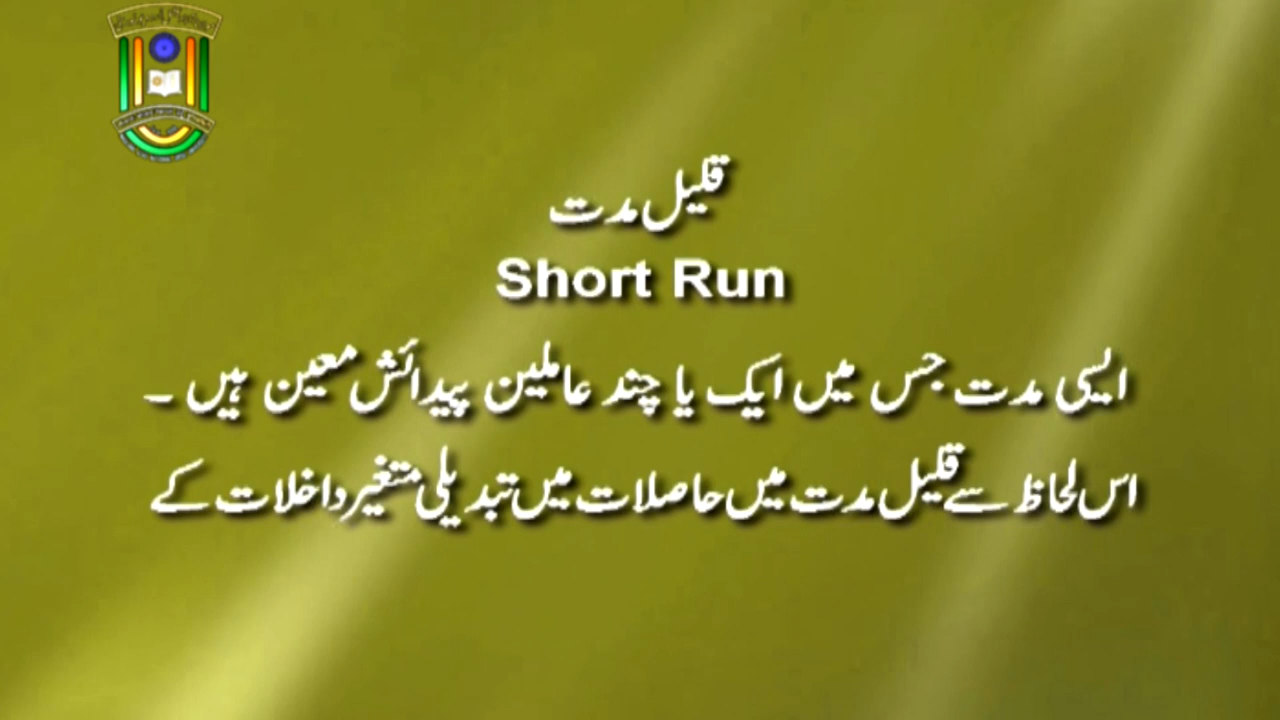 قلیل مدت
Short Run
ایسی مدت جس میں ایک یا چند عاملین پیدائش معین ہیں ۔
اس لحاظ سے قلیل مدت میں حاصلات میں تبدیلی متغیر داخلات کے